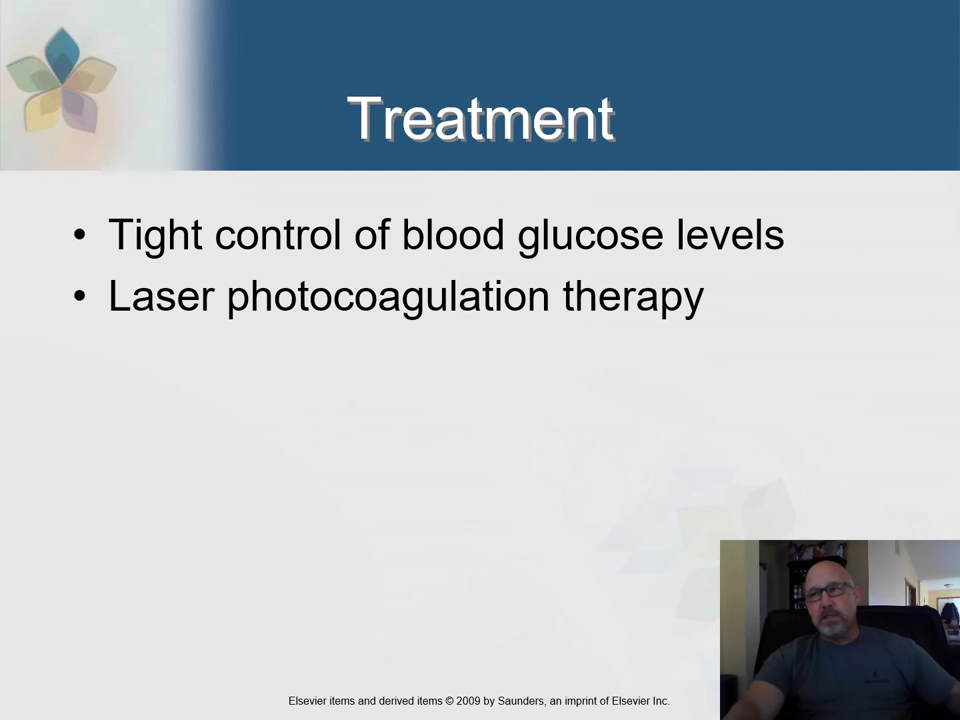 Treatment
• Tight control of blood glucose levels
• Laser photocoagulation therapy
Elsevier items and derived items © 2009 by Saunders, an imprint of Elsevier Inc.